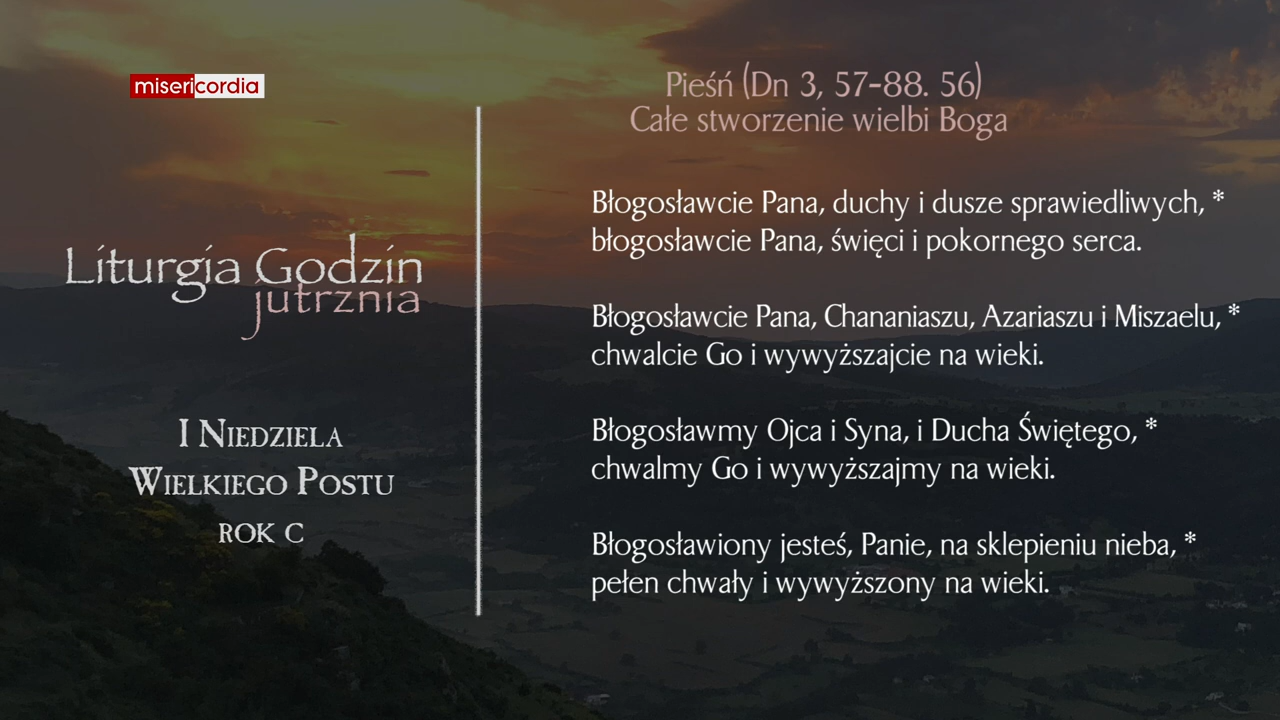 misericordia
Liturgia Godzin
jutrznia
I Niedziela
Wielkiego Postu
rok C
Pieśń (Dn 3, 57-88. 56)
Całe stworzenie wielbi Boga
Błogosławcie Pana, duchy i dusze sprawiedliwych, *
błogosławcie Pana, święci i pokornego serca.
Błogosławcie Pana, Chananiaszu, Azariaszu i Miszaelu, *
chwalcie Go i wywyższajcie na wieki.
Błogosławmy Ojca i Syna, i Ducha Świętego, *
chwalmy Go i wywyższajmy na wieki.
Błogosławiony jesteś, Panie, na sklepieniu nieba, *
pełen chwały i wywyższony na wieki.